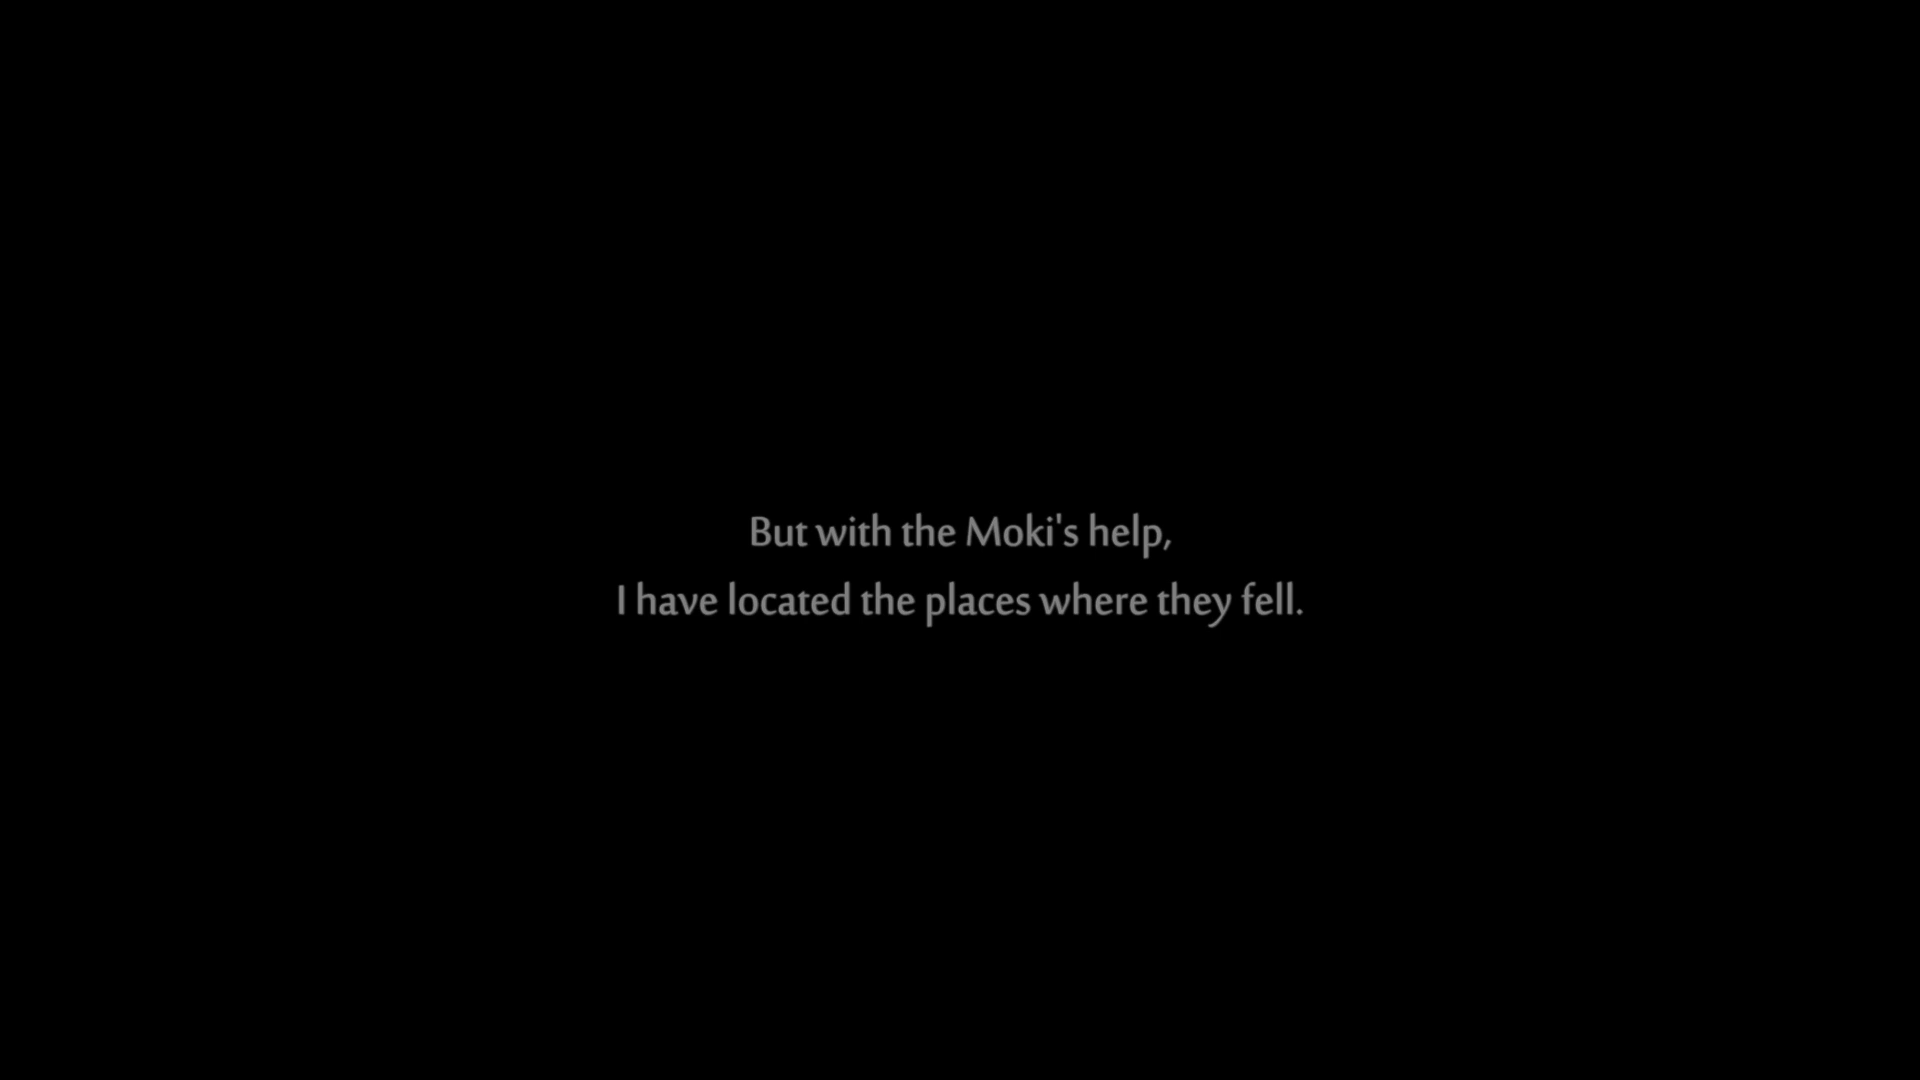 But with the Moki's help,
I have located the places where they fell.